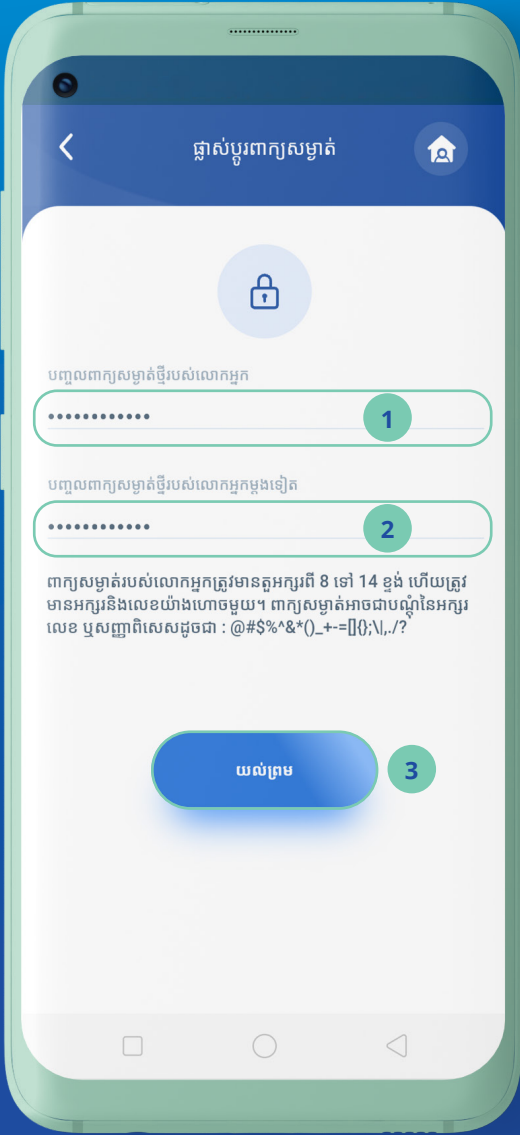 ផ្លាស់ប្តូរពាក្យសម្ងាត់
បញ្ចូលពាក្យសម្ងាត់ថ្មីរបស់លោកអ្នក
••••••••••••
1
បញ្ចូលពាក្យសម្ងាត់ថ្មីរបស់លោកអ្នកម្តងទៀត
••••••••••••
2
ពាក្យសម្ងាត់របស់លោកអ្នកត្រូវមានតួអក្សរពី 8 ទៅ 14 ខ្ទង់ ហើយត្រូវ
មានអក្សរនិងលេខយ៉ាងហោចមួយ។ ពាក្យសម្ងាត់អាចជាបណ្តុំនៃអក្សរ
លេខ ឬសញ្ញាពិសេសដូចជា : @#$%^&*()_+-=[]{};\|,./?
យល់ព្រម
3